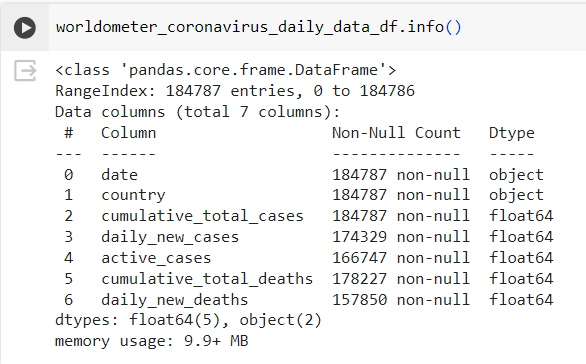 worldometer_coronavirus_daily_data_df.info()
<class 'pandas.core.frame.DataFrame'>
RangeIndex: 184787 entries, 0 to 184786
Data columns (total 7 columns):
 #   Column                   Non-Null Count   Dtype
---  ------                   --------------   -----
 0   date                     184787 non-null  object
 1   country                  184787 non-null  object
 2   cumulative_total_cases   184787 non-null  float64
 3   daily_new_cases          174329 non-null  float64
 4   active_cases             166747 non-null  float64
 5   cumulative_total_deaths  178227 non-null  float64
 6   daily_new_deaths         157850 non-null  float64
dtypes: float64(5), object(2)
memory usage: 9.9+ MB